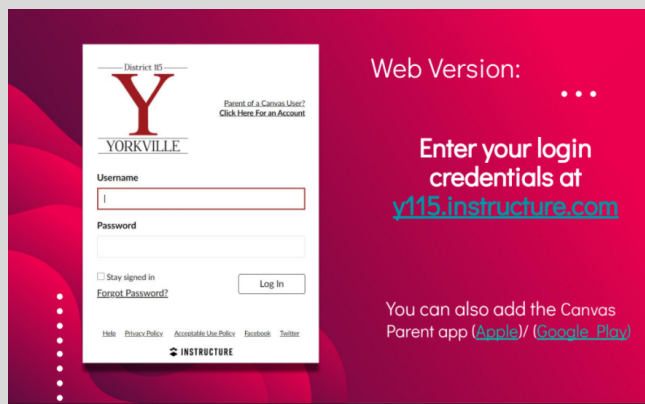 District 115
Y
YORKVILLE
Parent of a Canvas User?
Click Here For an Account
Username
Password
Stay signed in
Forgot Password?
Log In
Help Privacy Policy Acceptable Use Policy Facebook Twitter
INSTRUCTURE
Web Version:
Enter your login
credentials at
y115.instructure.com
You can also add the Canvas
Parent app (Apple)/ (Google Play)